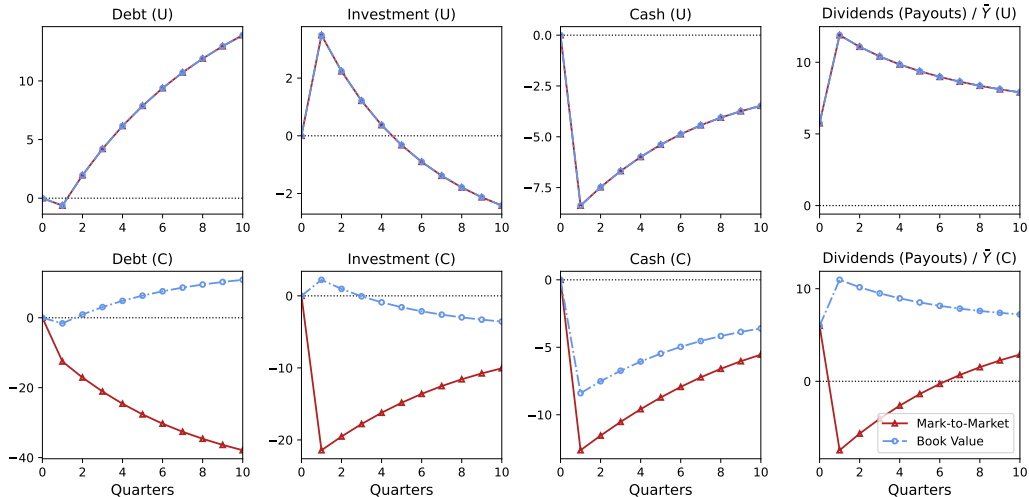 Debt (U)
Investment (U)
Cash (U)
Dividends (Payouts) / Ȳ (U)
10
5
0
0 2 4 6 8 10
2
0
−2
0 2 4 6 8 10
0.0
−2.5
−5.0
−7.5
0 2 4 6 8 10
10
5
0
0 2 4 6 8 10
Debt (C)
Investment (C)
Cash (C)
Dividends (Payouts) / Ȳ (C)
0
−20
−40
0 2 4 6 8 10
Quarters
0
−10
−20
0 2 4 6 8 10
Quarters
0
−5
−10
0 2 4 6 8 10
Quarters
10
5
0
Mark-to-Market
Book Value
0 2 4 6 8 10
Quarters